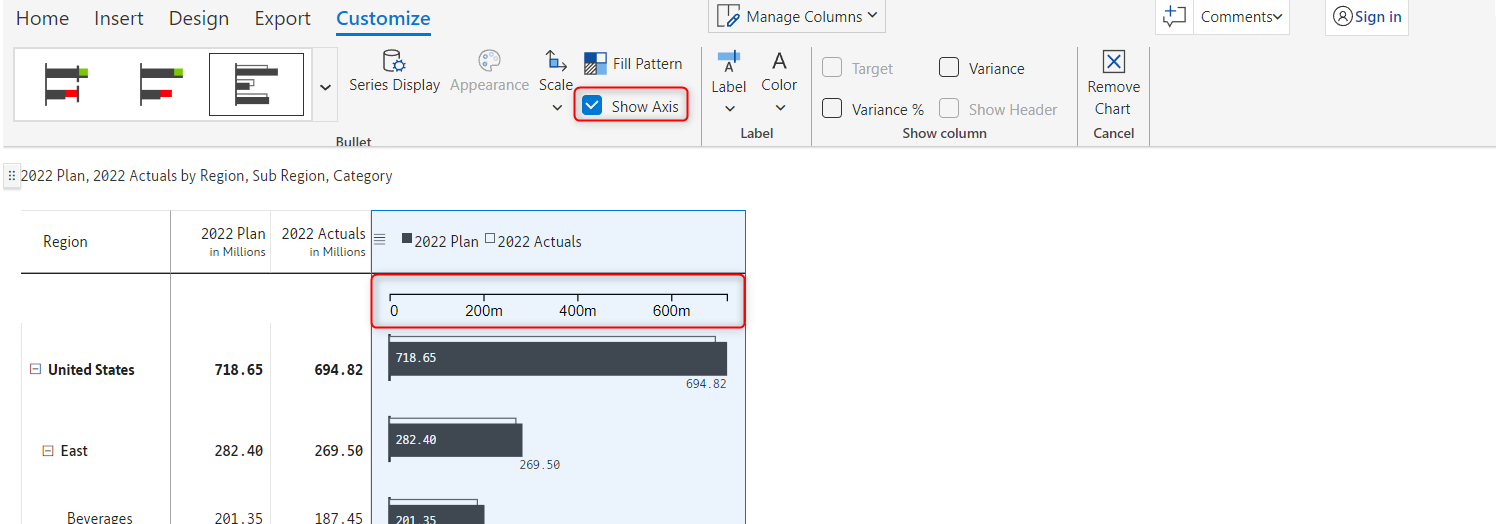 Home Insert Design Export Customize Manage Columns Comments Sign in
Series Display Appearance Scale Fill Pattern Show Axis
Bullet
Label Color
Label
Target Variance
Variance % Show Header
Show column
Remove
Chart
Cancel
2022 Plan, 2022 Actuals by Region, Sub Region, Category
Region 2022 Plan 2022 Actuals 2022 Plan 2022 Actuals
in Millions in Millions
0 200m 400m 600m
United States 718.65 694.82 718.65
694.82
East 282.40 269.50 282.40
269.50
Beverages 201.35 187.45 201.35